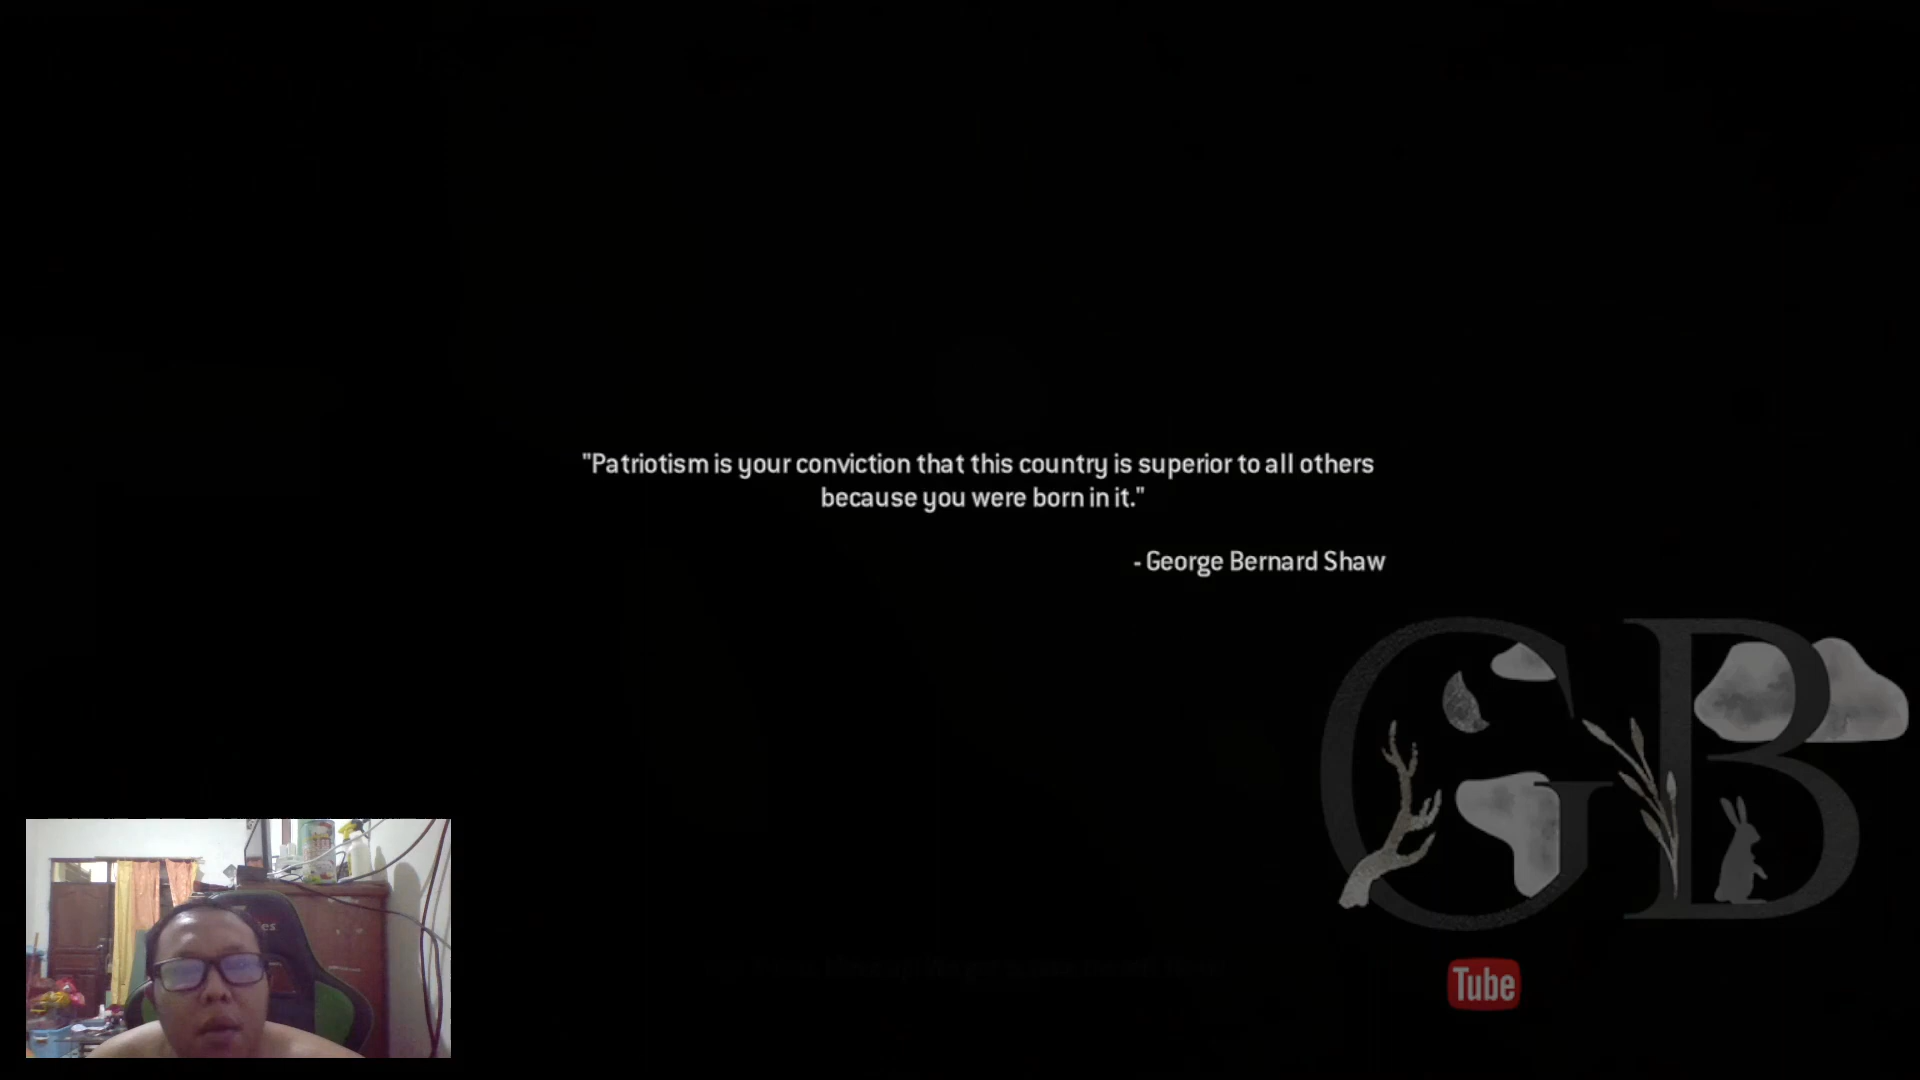 "Patriotism is your conviction that this country is superior to all others
because you were born in it."
- George Bernard Shaw
GB
Tube